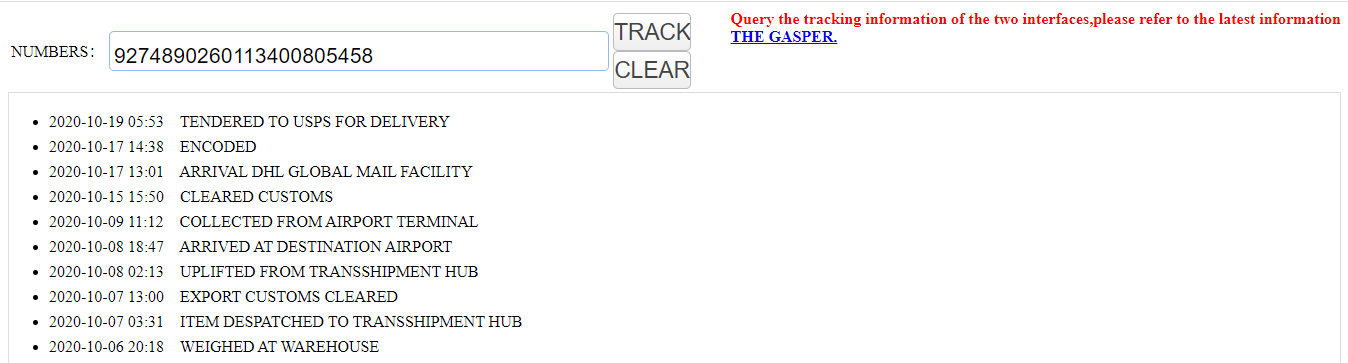 Query the tracking information of the two interfaces,please refer to the latest information
THE GASPER.
NUMBERS: 9274890260113400805458 TRACK
CLEAR
2020-10-19 05:53 TENDERED TO USPS FOR DELIVERY
2020-10-17 14:38 ENCODED
2020-10-17 13:01 ARRIVAL DHL GLOBAL MAIL FACILITY
2020-10-15 15:50 CLEARED CUSTOMS
2020-10-09 11:12 COLLECTED FROM AIRPORT TERMINAL
2020-10-08 18:47 ARRIVED AT DESTINATION AIRPORT
2020-10-08 02:13 UPLIFTED FROM TRANSSHIPMENT HUB
2020-10-07 13:00 EXPORT CUSTOMS CLEARED
2020-10-07 03:31 ITEM DESPATCHED TO TRANSSHIPMENT HUB
2020-10-06 20:18 WEIGHED AT WAREHOUSE